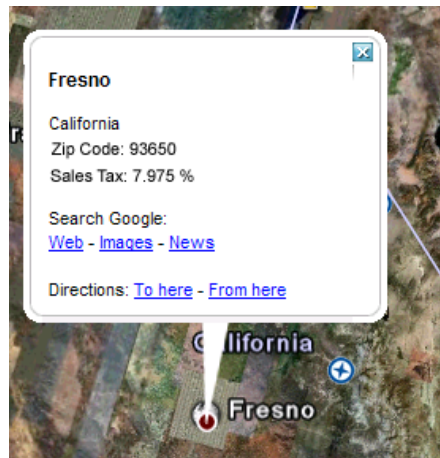 Fresno
California
Zip Code: 93650
Sales Tax: 7.975 %
Search Google:
Web - Images - News
Directions: To here - From here
lifornia
Fresno